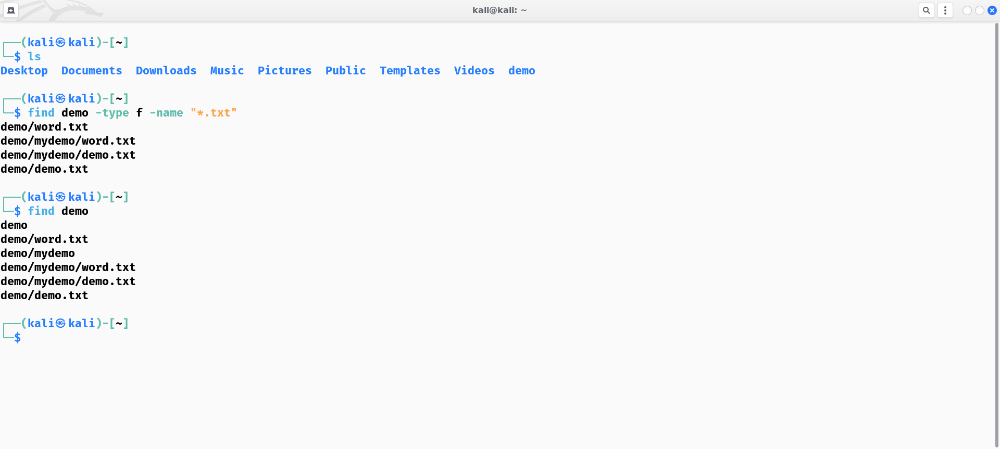 kali@kali: ~
┌──(kali㉿kali)-[~]
└─$ ls
Desktop  Documents  Downloads  Music  Pictures  Public  Templates  Videos  demo
┌──(kali㉿kali)-[~]
└─$ find demo -type f -name "*.txt"
demo/word.txt
demo/mydemo/word.txt
demo/mydemo/demo.txt
demo/demo.txt
┌──(kali㉿kali)-[~]
└─$ find demo
demo
demo/word.txt
demo/mydemo
demo/mydemo/word.txt
demo/mydemo/demo.txt
demo/demo.txt
┌──(kali㉿kali)-[~]
└─$